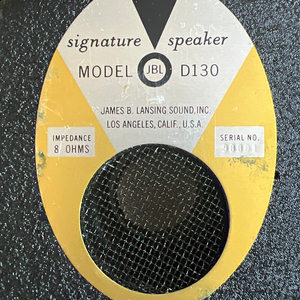 signature speaker
MODEL JBL D130
JAMES B. LANSING SOUND, INC.
LOS ANGELES, CALIF., U.S.A.
IMPEDANCE
8 OHMS
SERIAL NO.